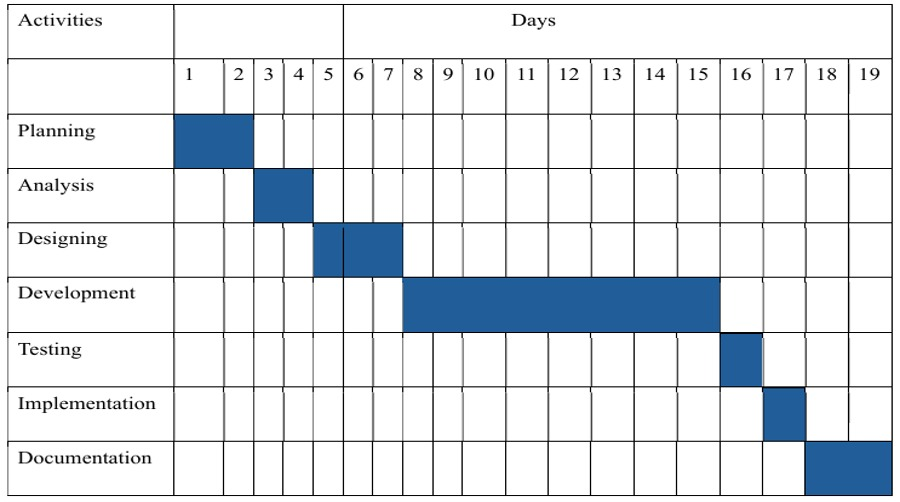 Activities Days
1 2 3 4 5 6 7 8 9 10 11 12 13 14 15 16 17 18 19
Planning
Analysis
Designing
Development
Testing
Implementation
Documentation